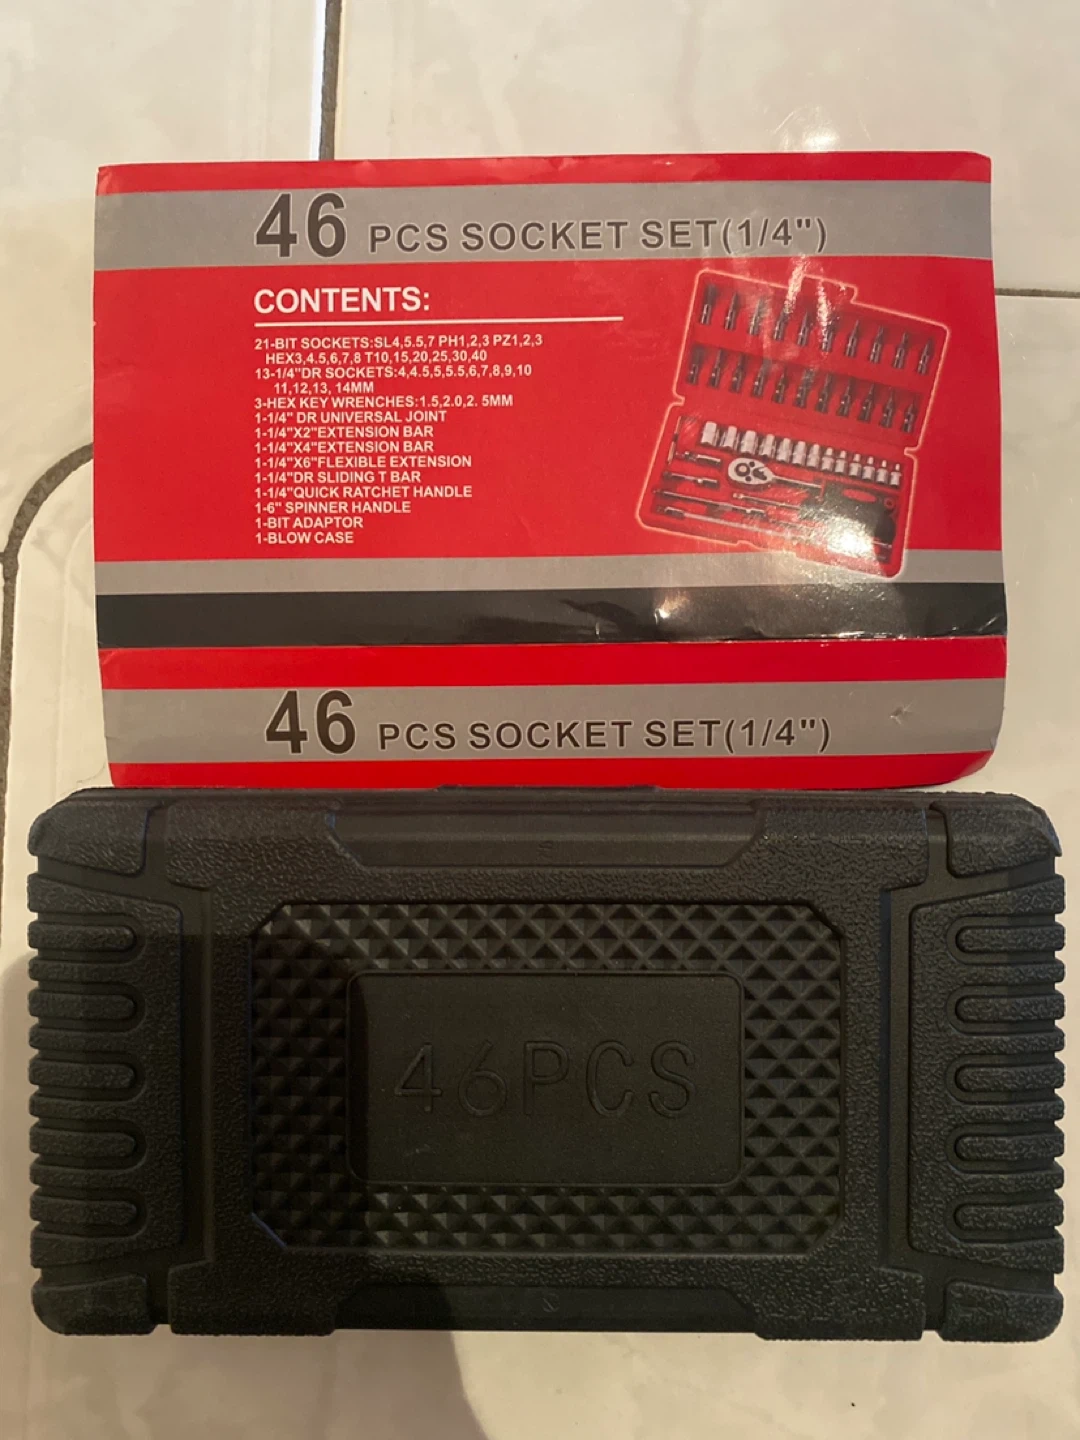 46 PCS SOCKET SET(1/4")
CONTENTS:
21-BIT SOCKETS:SL4,5.5,7 PH1,2,3 PZ1,2,3
HEX3,4.5,6,7,8 T10,15,20,25,30,40
13-1/4"DR SOCKETS:4,4.5,5,5.5,6,7,8,9,10
11,12,13, 14MM
3-HEX KEY WRENCHES:1.5,2.0,2. 5MM
1-1/4" DR UNIVERSAL JOINT
1-1/4"X2"EXTENSION BAR
1-1/4"X4"EXTENSION BAR
1-1/4"X6"FLEXIBLE EXTENSION
1-1/4"DR SLIDING T BAR
1-1/4"QUICK RATCHET HANDLE
1-6" SPINNER HANDLE
1-BIT ADAPTOR
1-BLOW CASE
46 PCS SOCKET SET(1/4")
46PCS